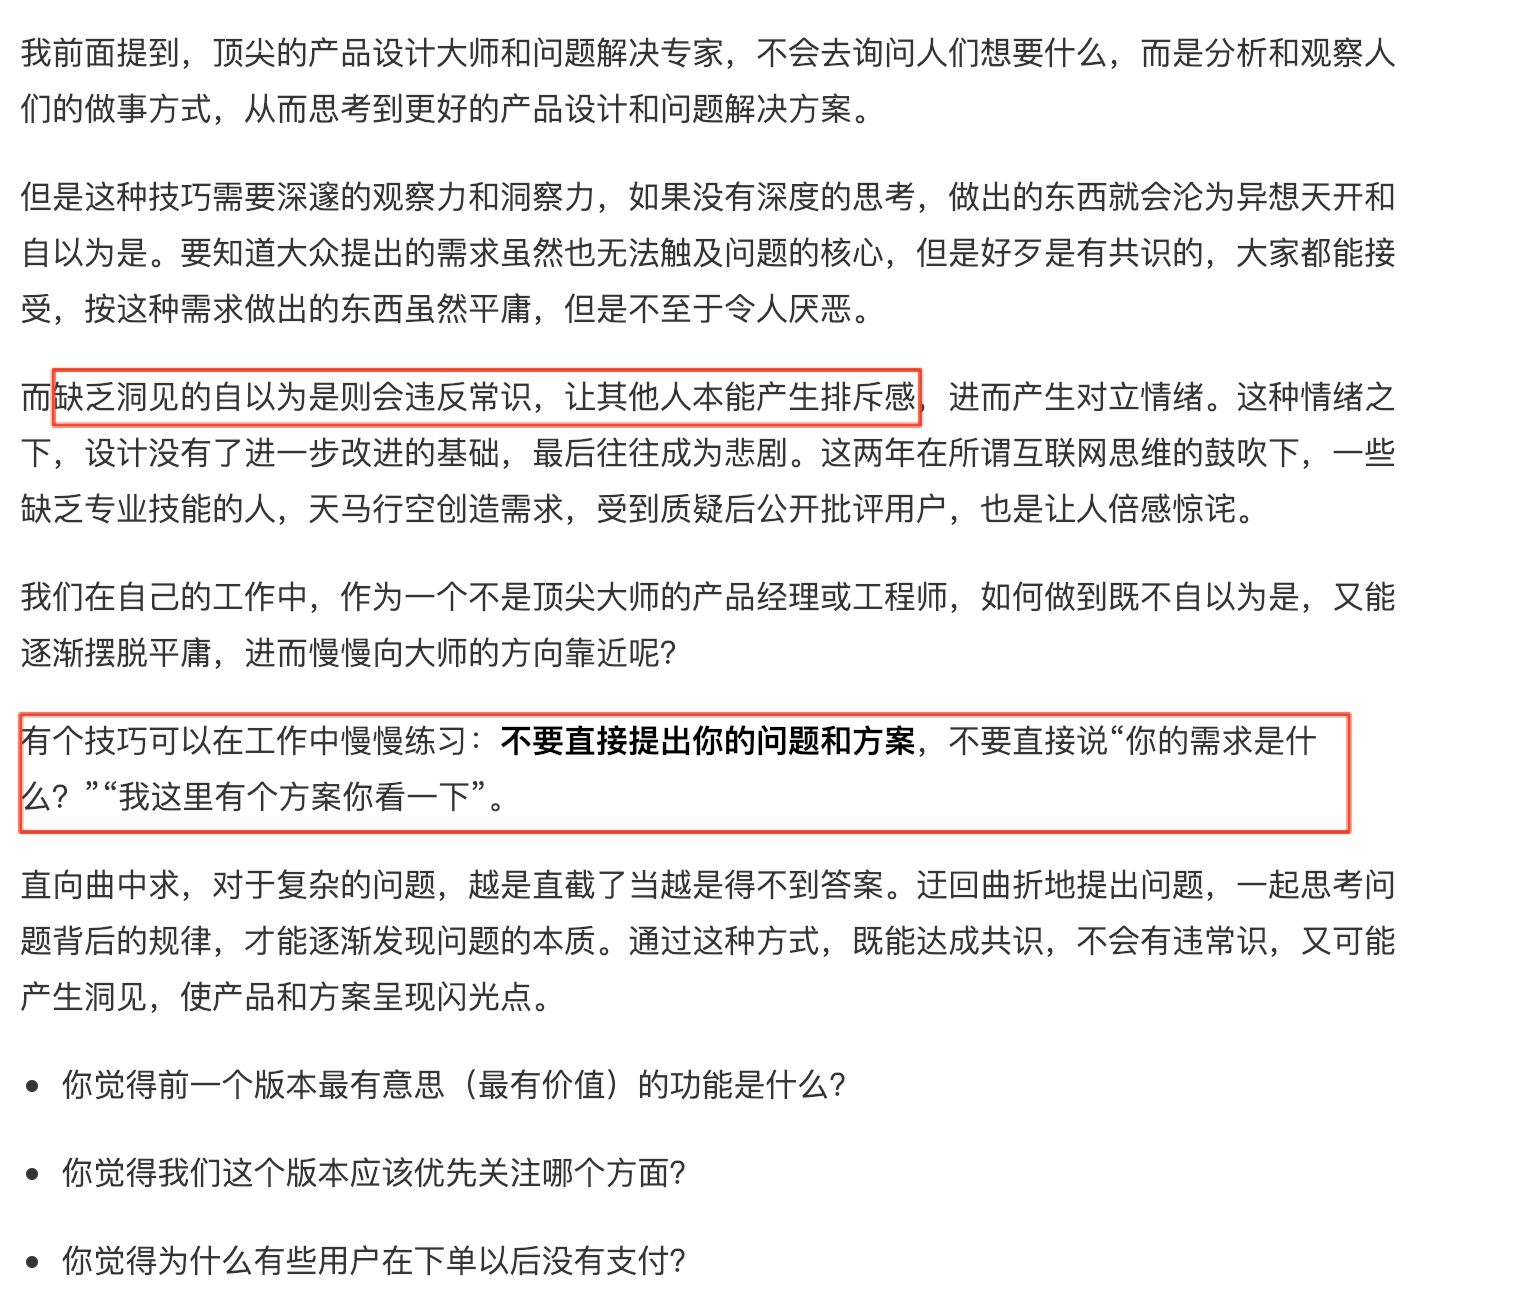 我前面提到，顶尖的产品设计大师和问题解决专家，不会去询问人们想要什么，而是分析和观察人
们的做事方式，从而思考到更好的产品设计和问题解决方案。
但是这种技巧需要深邃的观察力和洞察力，如果没有深度的思考，做出的东西就会沦为异想天开和
自以为是。要知道大众提出的需求虽然也无法触及问题的核心，但是好歹是有共识的，大家都能接
受，按这种需求做出的东西虽然平庸，但是不至于令人厌恶。
而缺乏洞见的自以为是则会违反常识，让其他人本能产生排斥感，进而产生对立情绪。这种情绪之
下，设计没有了进一步改进的基础，最后往往成为悲剧。这两年在所谓互联网思维的鼓吹下，一些
缺乏专业技能的人，天马行空创造需求，受到质疑后公开批评用户，也是让人倍感惊诧。
我们在自己的工作中，作为一个不是顶尖大师的产品经理或工程师，如何做到既不自以为是，又能
逐渐摆脱平庸，进而慢慢向大师的方向靠近呢？
有个技巧可以在工作中慢慢练习：不要直接提出你的问题和方案，不要直接说“你的需求是什
么？”“我这里有个方案你看一下”。
直向曲中求，对于复杂的问题，越是直截了当越是得不到答案。迂回曲折地提出问题，一起思考问
题背后的规律，才能逐渐发现问题的本质。通过这种方式，既能达成共识，不会有违常识，又可能
产生洞见，使产品和方案呈现闪光点。
• 你觉得前一个版本最有意思（最有价值）的功能是什么？
• 你觉得我们这个版本应该优先关注哪个方面？
• 你觉得为什么有些用户在下单以后没有支付？